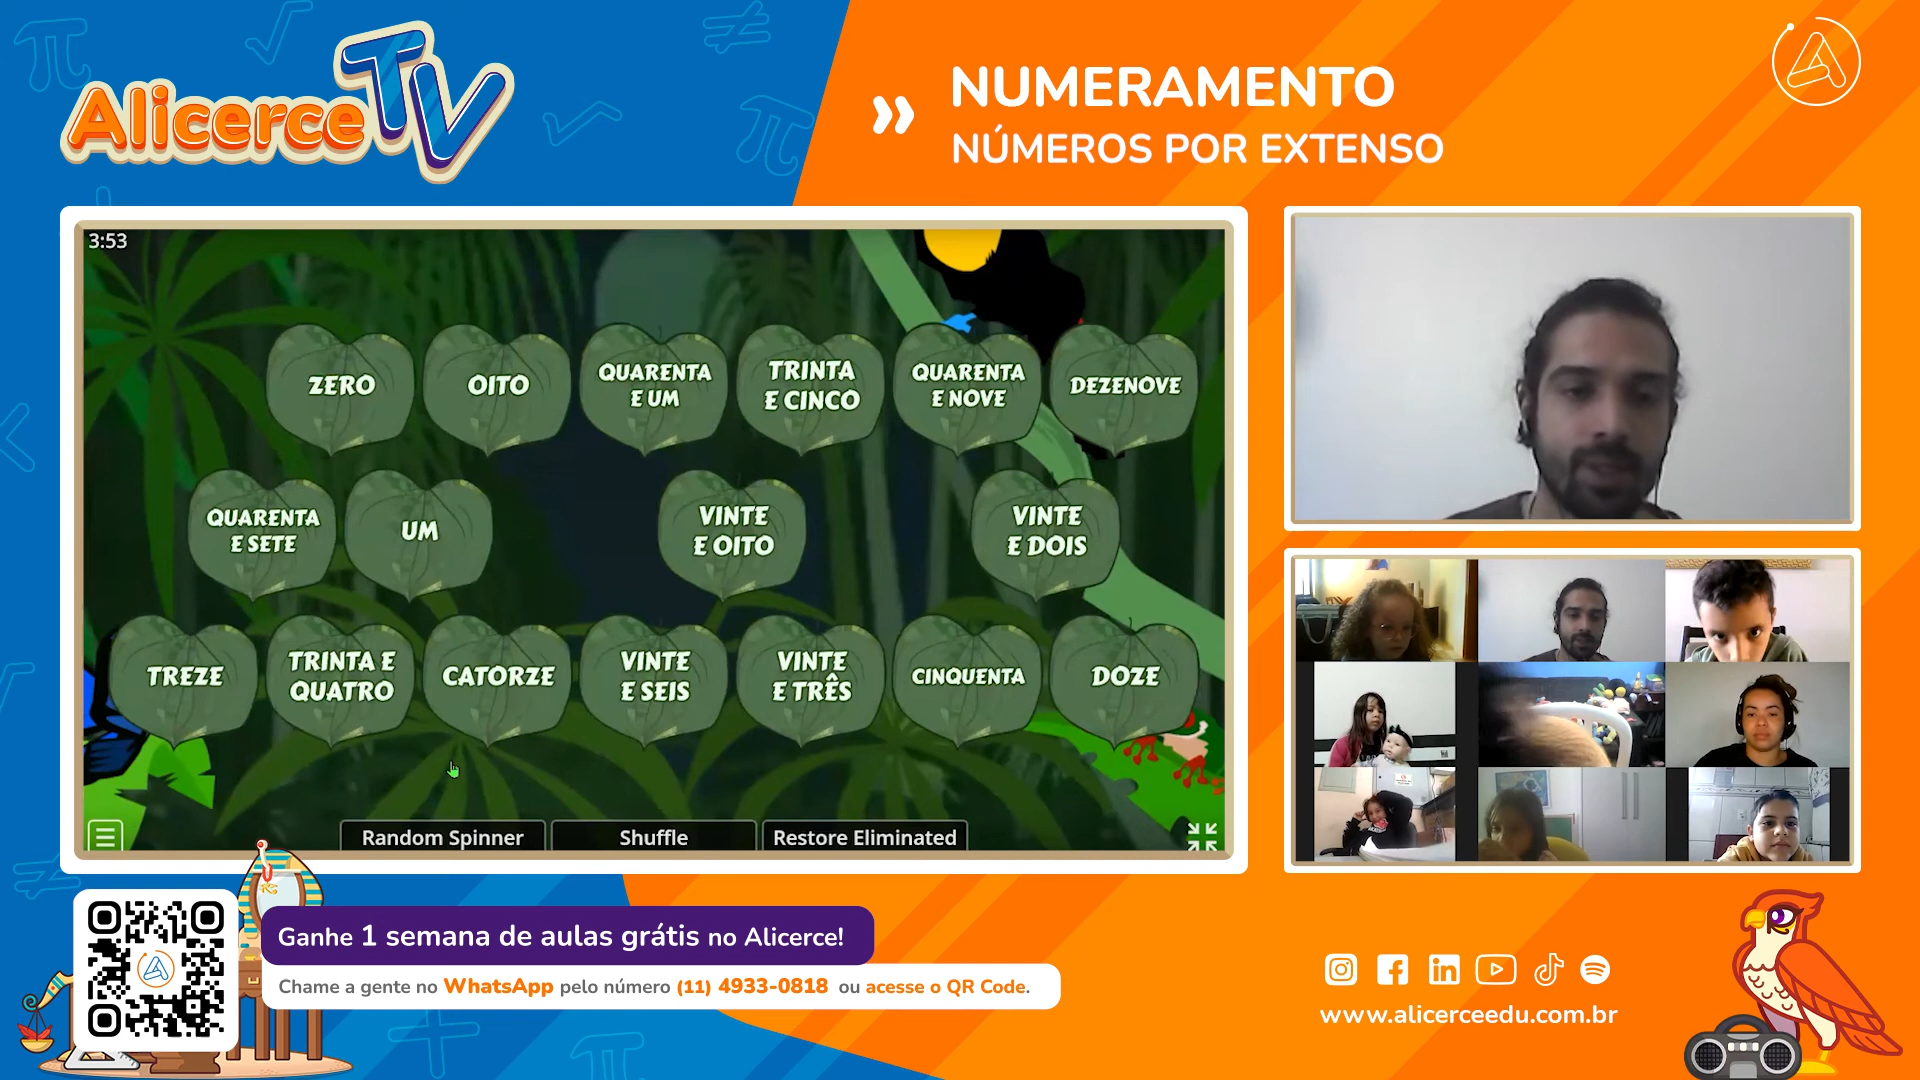 Alicerce TV
NUMERAMENTO
NÚMEROS POR EXTENSO
3:53
ZERO
OITO
QUARENTA
E UM
TRINTA
E CINCO
QUARENTA
E NOVE
DEZENOVE
QUARENTA
E SETE
UM
VINTE
E OITO
VINTE
E DOIS
TREZE
TRINTA E
QUATRO
CATORZE
VINTE
E SEIS
VINTE
E TRÊS
CINQUENTA
DOZE
Random Spinner
Shuffle
Restore Eliminated
Ganhe 1 semana de aulas grátis no Alicerce!
Chame a gente no WhatsApp pelo número (11) 4933-0818 ou acesse o QR Code.
www.alicerceedu.com.br